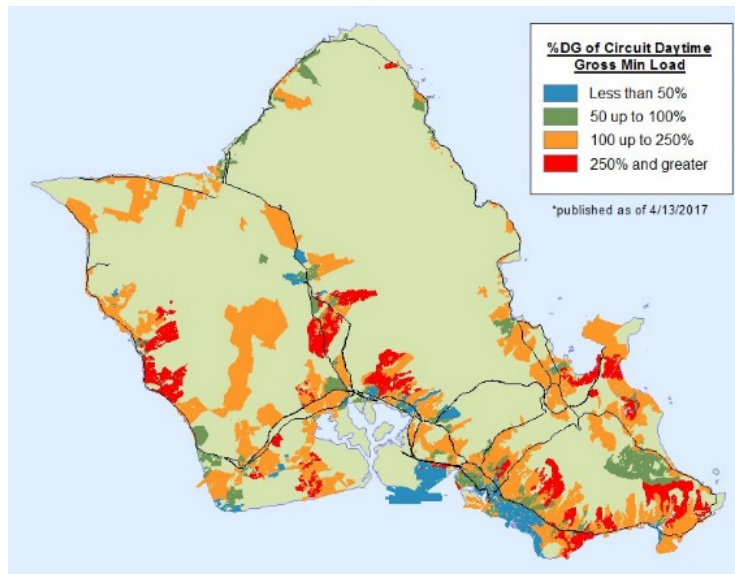 %DG of Circuit Daytime
Gross Min Load
Less than 50%
50 up to 100%
100 up to 250%
250% and greater
*published as of 4/13/2017